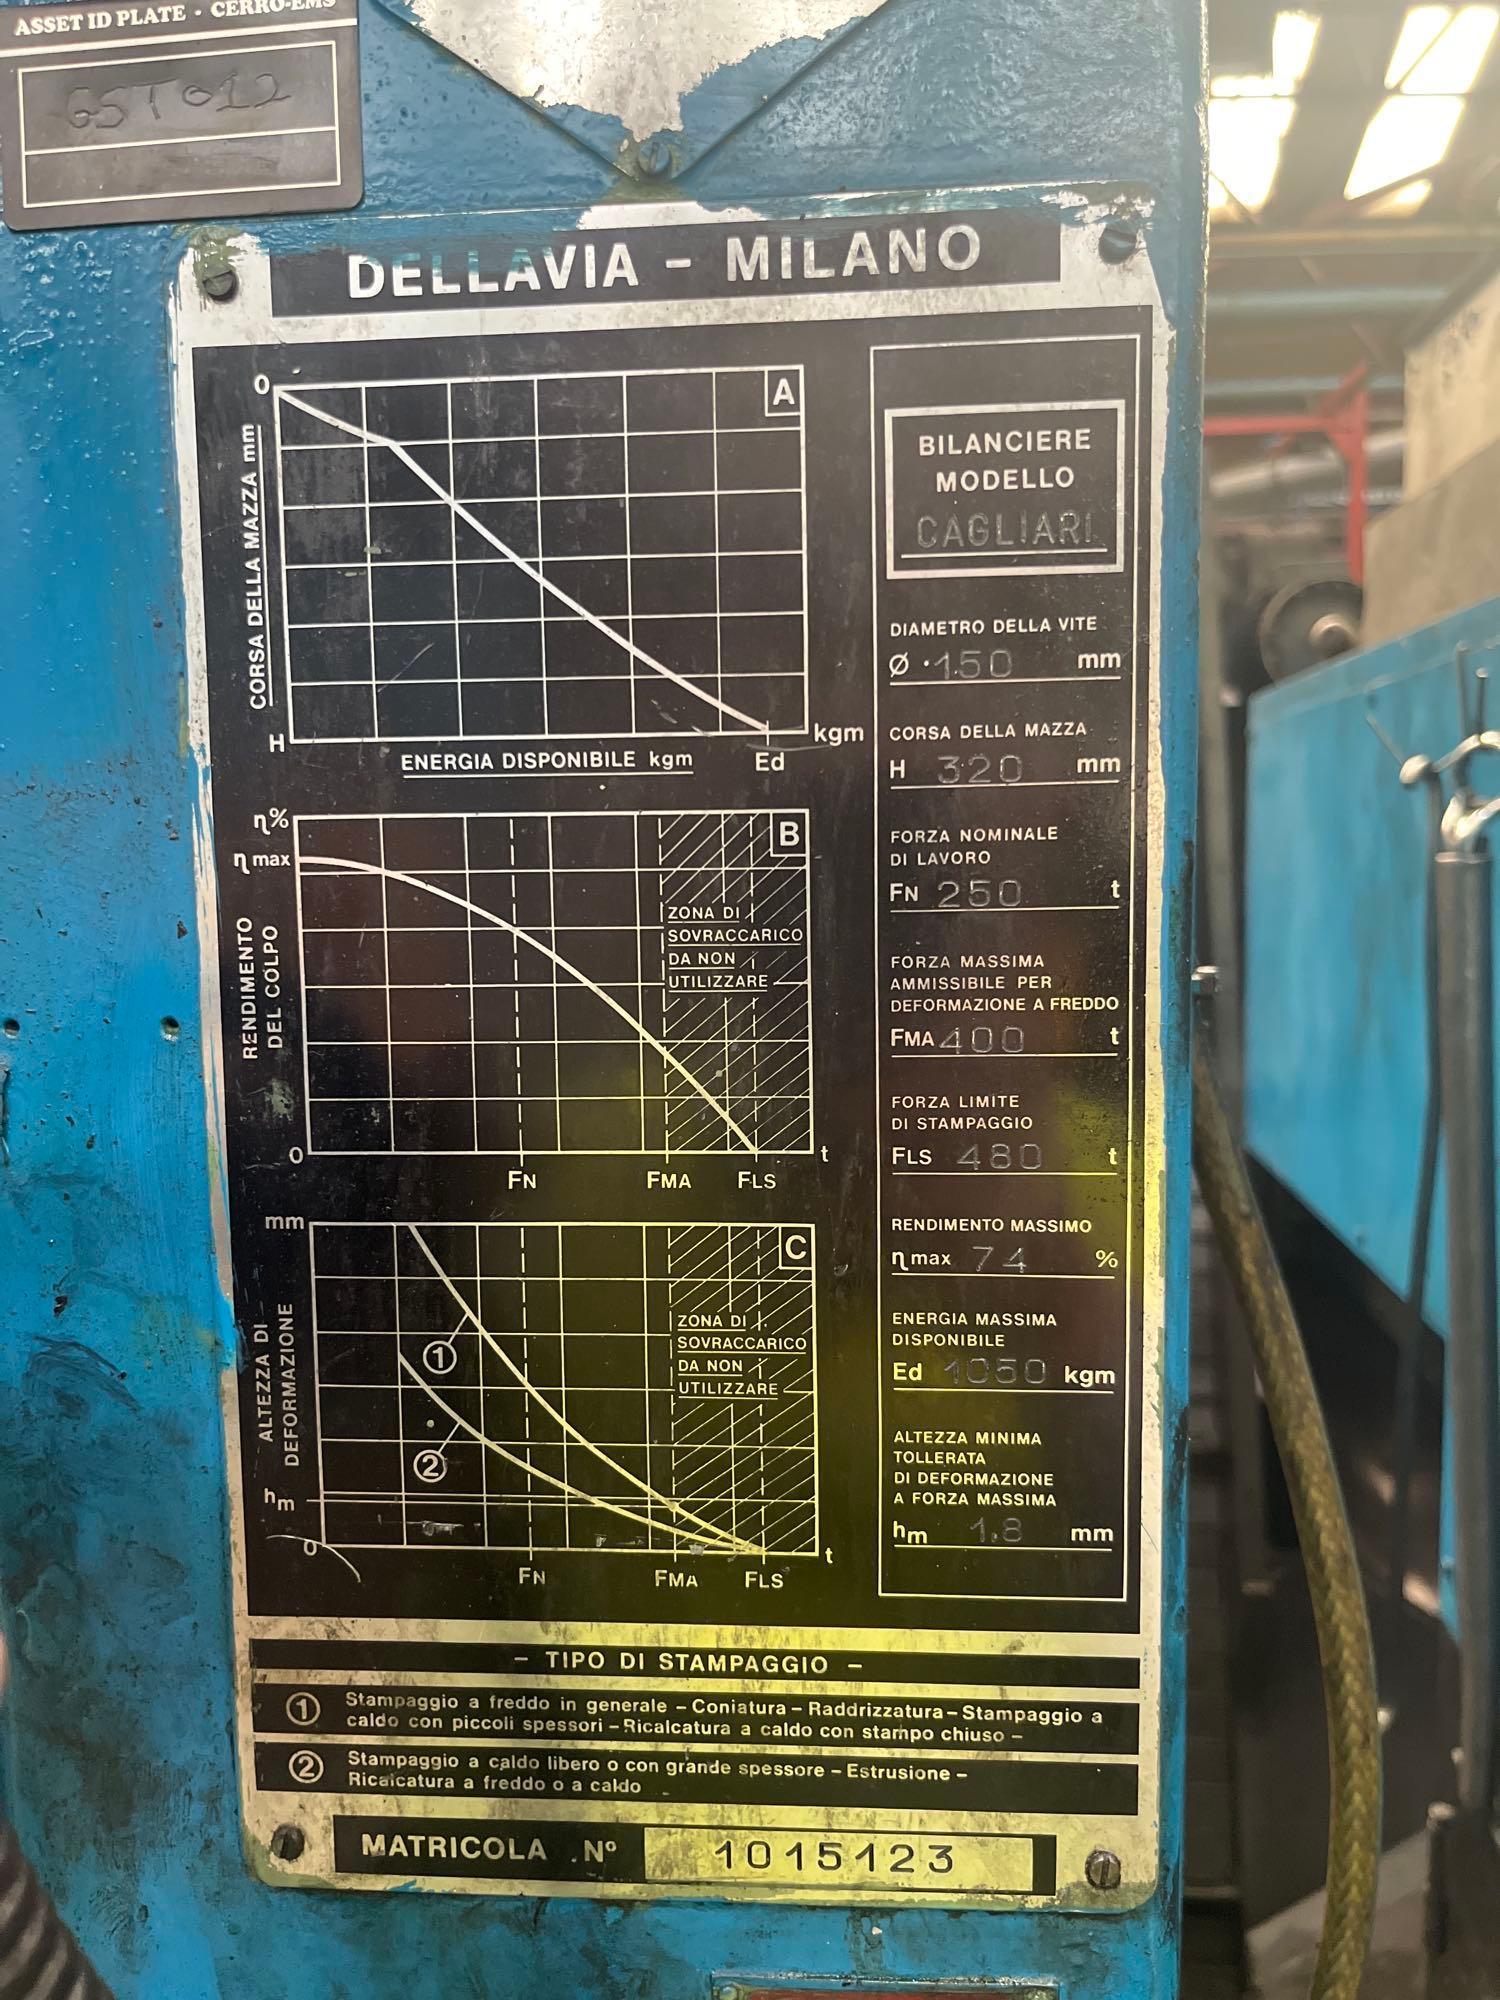 ASSET ID PLATE · CERRO-EMS
GST 012
DELLAVIA – MILANO
A
0
CORSA DELLA MAZZA mm
H
kgm
ENERGIA DISPONIBILE kgm
Ed
B
η%
η max
RENDIMENTO
DEL COLPO
ZONA DI
SOVRACCARICO
DA NON
UTILIZZARE
0
t
FN
FMA
FLS
C
mm
ALTEZZA DI
DEFORMAZIONE
1
2
ZONA DI
SOVRACCARICO
DA NON
UTILIZZARE
hm
0
t
FN
FMA
FLS
BILANCIERE
MODELLO
CAGLIARI
DIAMETRO DELLA VITE
Ø 150 mm
CORSA DELLA MAZZA
H 320 mm
FORZA NOMINALE
DI LAVORO
FN 250 t
FORZA MASSIMA
AMMISSIBILE PER
DEFORMAZIONE A FREDDO
FMA 400 t
FORZA LIMITE
DI STAMPAGGIO
FLS 480 t
RENDIMENTO MASSIMO
η max 74 %
ENERGIA MASSIMA
DISPONIBILE
Ed 1050 kgm
ALTEZZA MINIMA
TOLLERATA
DI DEFORMAZIONE
A FORZA MASSIMA
hm 1.8 mm
– TIPO DI STAMPAGGIO –
1 Stampaggio a freddo in generale – Coniatura – Raddrizzatura – Stampaggio a
caldo con piccoli spessori – Ricalcatura a caldo con stampo chiuso –
2 Stampaggio a caldo libero o con grande spessore – Estrusione –
Ricalcatura a freddo o a caldo
MATRICOLA Nº 1015123